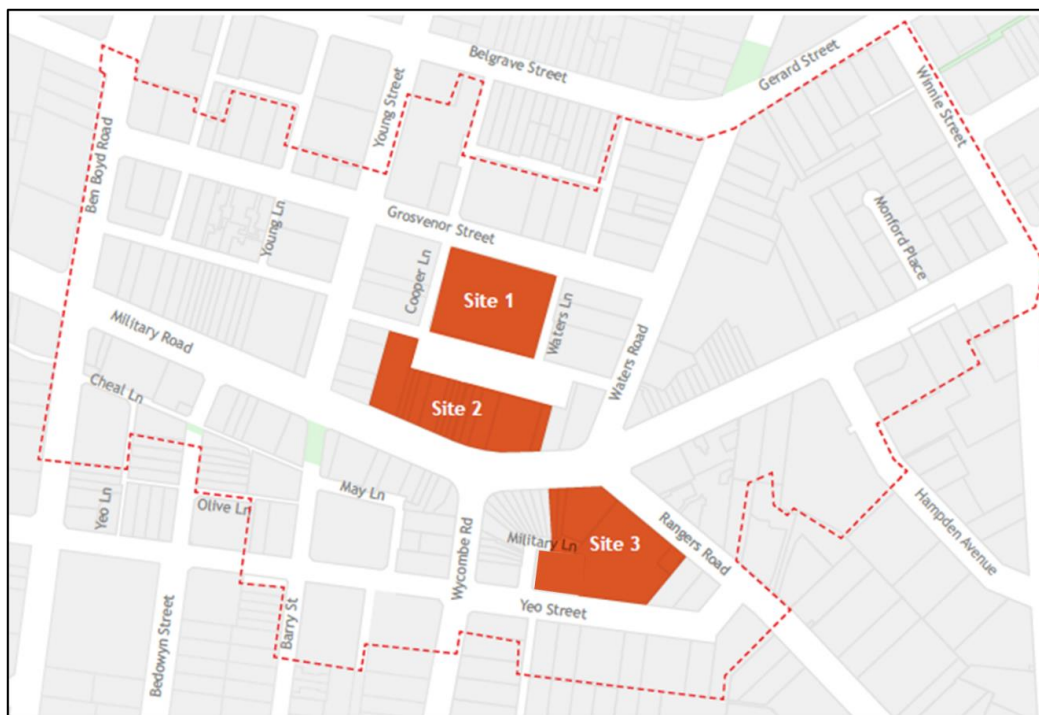 Belgrave Street
Gerard Street
Winnie Street
Young Street
Ben Boyd Road
Monford Place
Young Ln
Grosvenor Street
Cooper Ln
Site 1
Waters Ln
Military Road
Waters Road
Cheal Ln
Site 2
May Ln
Yeo Ln
Olive Ln
Rangers Road
Hampden Avenue
Military Ln
Site 3
Wycombe Rd
Yeo Street
Barry St
Bedowyn Street